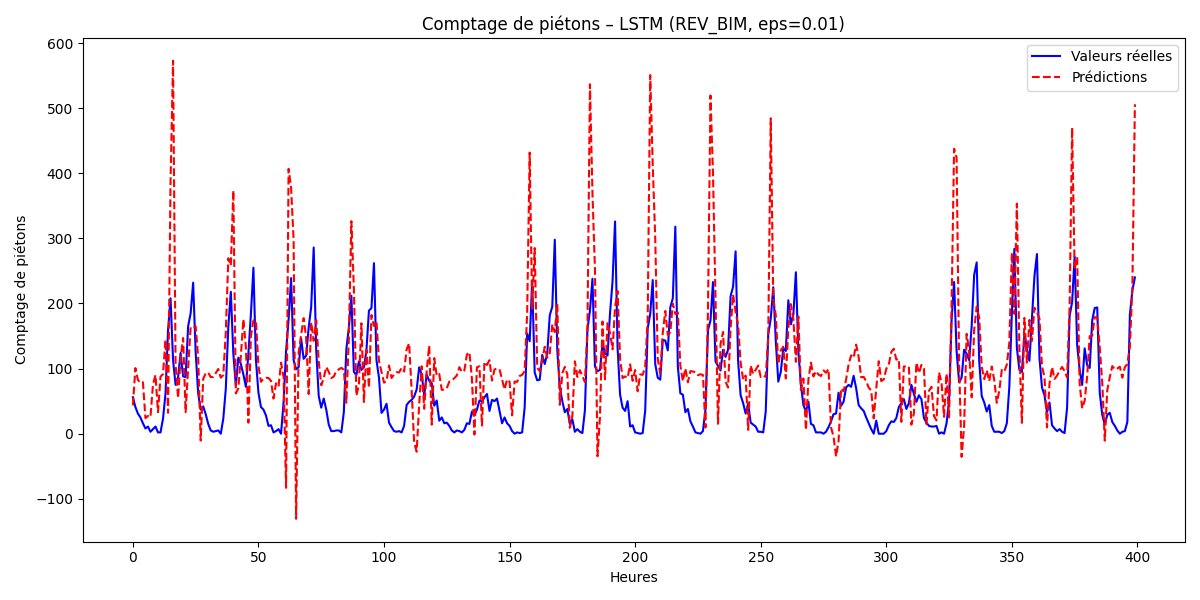 Comptage de piétons – LSTM (REV_BIM, eps=0.01)
Valeurs réelles
Prédictions
Comptage de piétons
600
500
400
300
200
100
0
−100
0 50 100 150 200 250 300 350 400
Heures